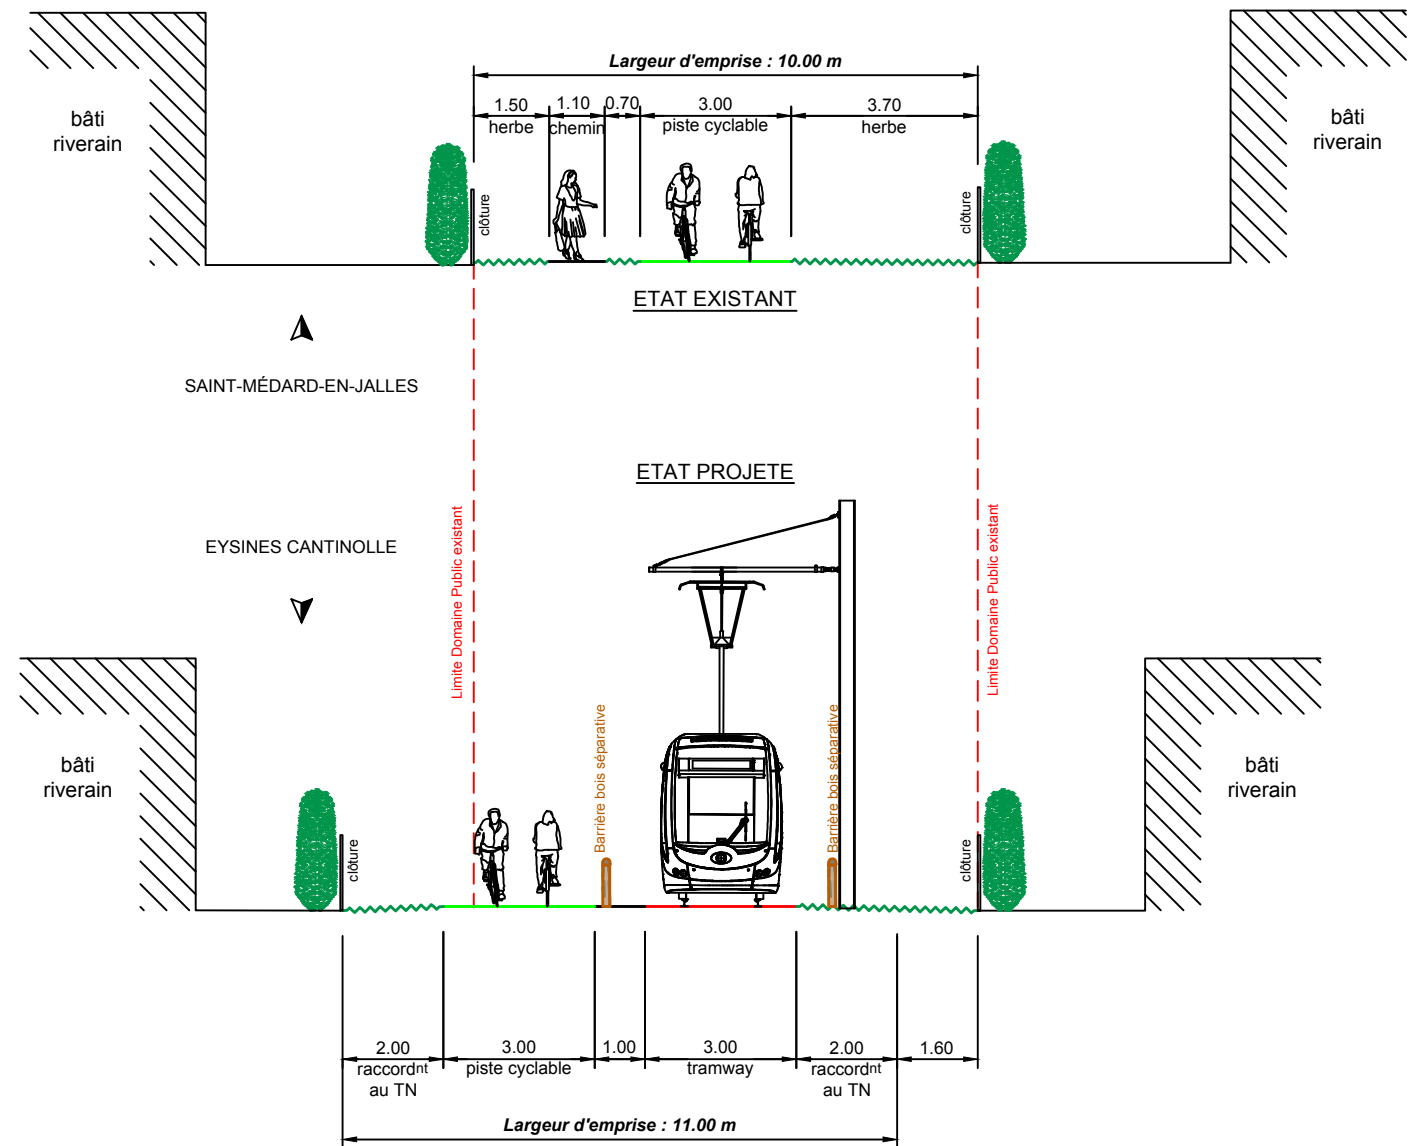 Largeur d'emprise : 10.00 m
1.50
1.10
0.70
3.00
3.70
herbe
chemin
piste cyclable
herbe
bâti
riverain
bâti
riverain
clôture
clôture
ETAT EXISTANT
SAINT-MÉDARD-EN-JALLES
ETAT PROJETE
EYSINES CANTINOLLE
Limite Domaine Public existant
Limite Domaine Public existant
Barrière bois séparative
Barrière bois séparative
bâti
riverain
bâti
riverain
clôture
clôture
2.00
3.00
1.00
3.00
2.00
1.60
raccordnt
au TN
piste cyclable
tramway
raccordnt
au TN
Largeur d'emprise : 11.00 m